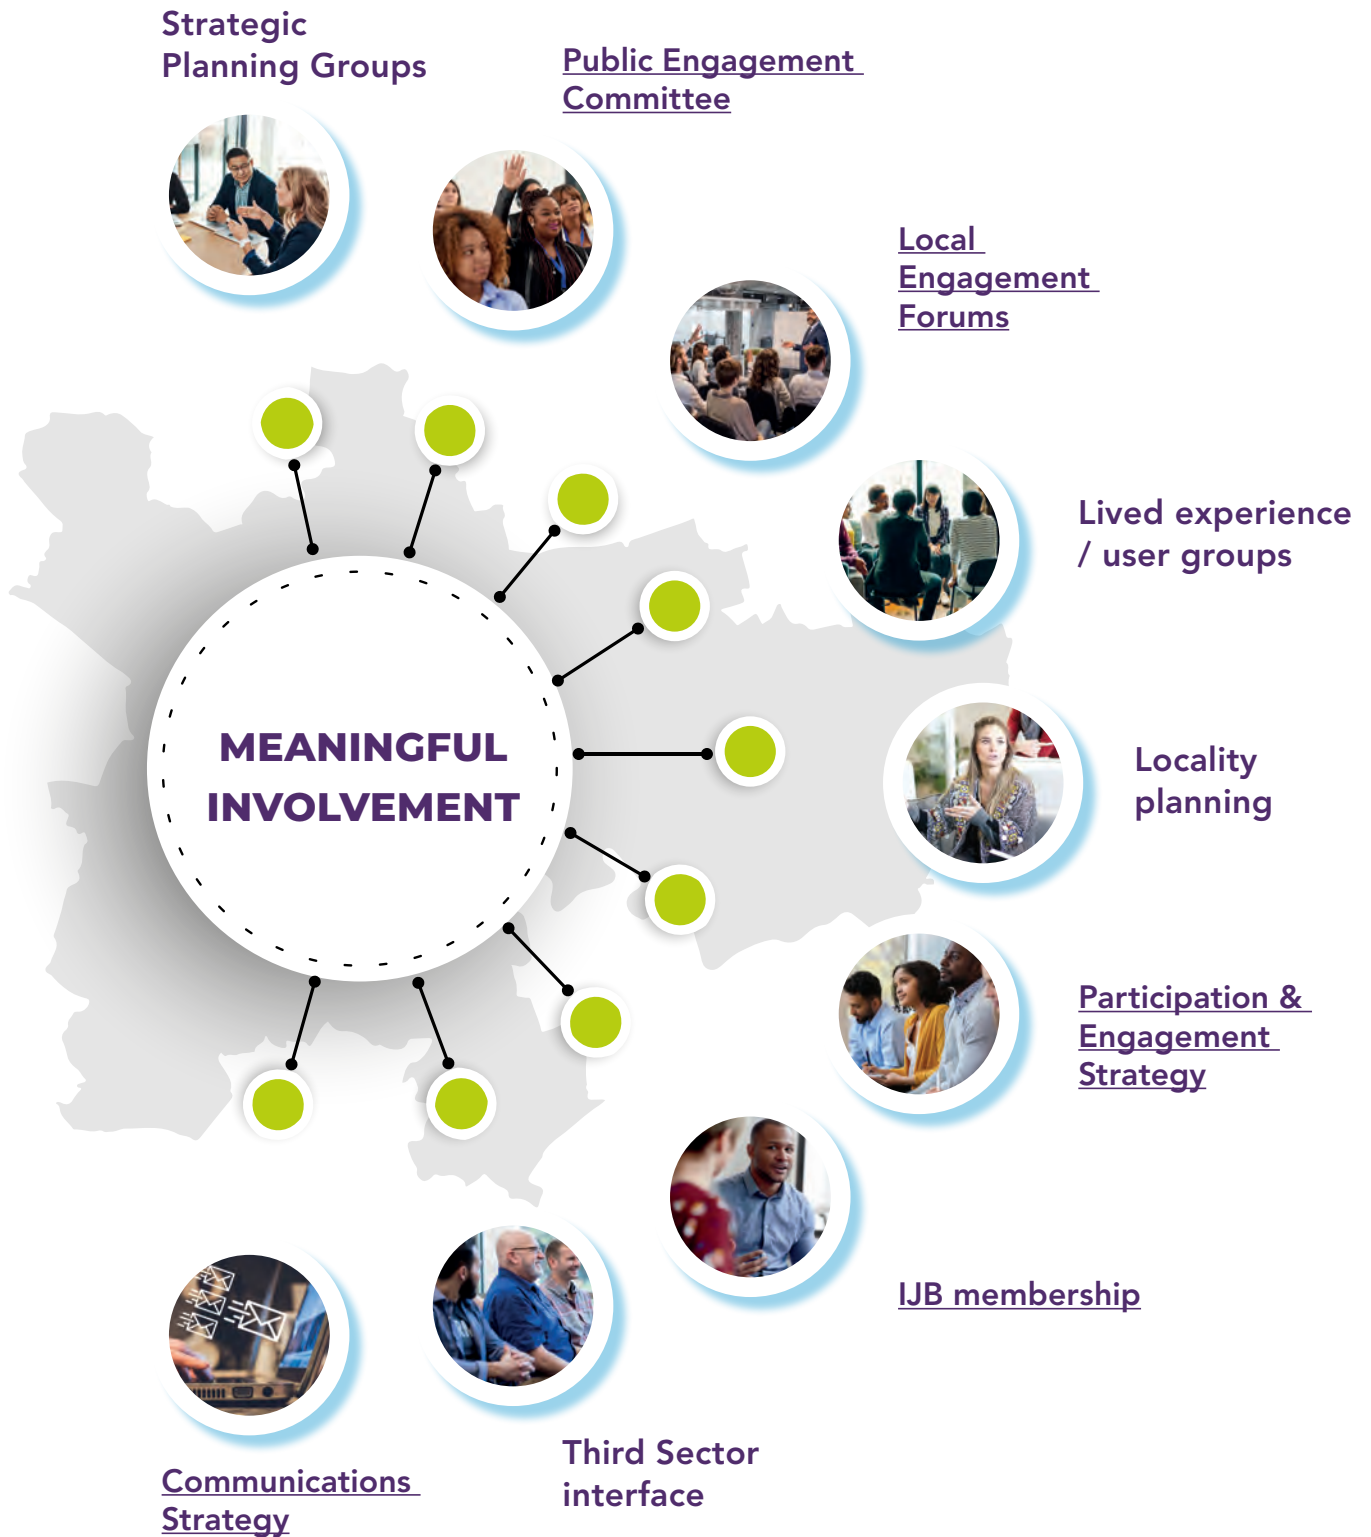 Strategic
Planning Groups
Public Engagement
Committee
Local
Engagement
Forums
Lived experience
/ user groups
MEANINGFUL
INVOLVEMENT
Locality
planning
Participation &
Engagement
Strategy
IJB membership
Third Sector
interface
Communications
Strategy